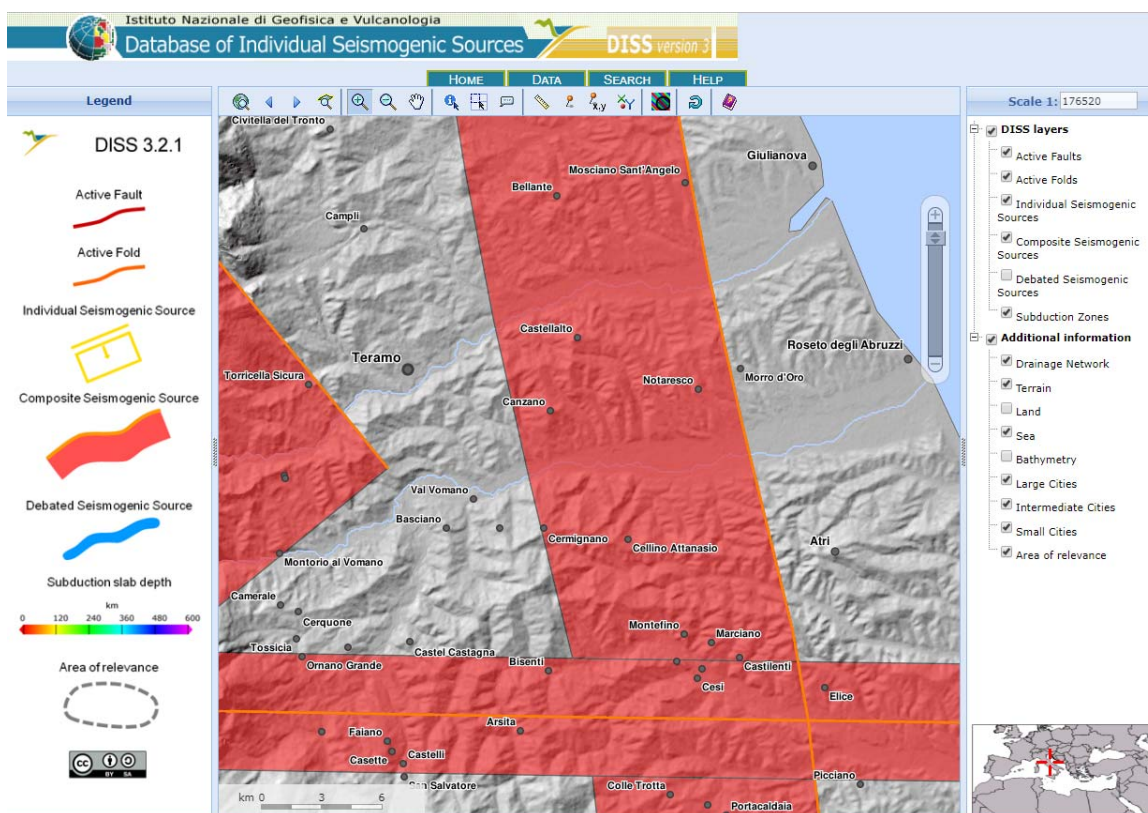 Istituto Nazionale di Geofisica e Vulcanologia
Database of Individual Seismogenic Sources
DISS version 3
HOME DATA SEARCH HELP
Legend
x,y
Scale 1: 176520
DISS 3.2.1
Active Fault
Active Fold
Individual Seismogenic Source
Composite Seismogenic Source
Debated Seismogenic Source
Subduction slab depth
km
0 120 240 360 480 600
Area of relevance
CC BY SA
Civitella del Tronto
Giulianova
Mosciano Sant'Angelo
Bellante
Campli
Castellalto
Roseto degli Abruzzi
Teramo
Torricella Sicura
Notaresco
Morro d'Oro
Canzano
Val Vomano
Basciano
Cermignano
Cellino Attanasio
Atri
Montorio al Vomano
Camerale
Cerquone
Montefino
Marciano
Tossicia
Castel Castagna
Ornano Grande
Bisenti
Castilenti
Cesi
Elice
Arsita
Faiano
Casette
Castelli
San Salvatore
Colle Trotta
Picciano
Portacaldaia
km 0 3 6
DISS layers
Active Faults
Active Folds
Individual Seismogenic
Sources
Composite Seismogenic
Sources
Debated Seismogenic
Sources
Subduction Zones
Additional information
Drainage Network
Terrain
Land
Sea
Bathymetry
Large Cities
Intermediate Cities
Small Cities
Area of relevance